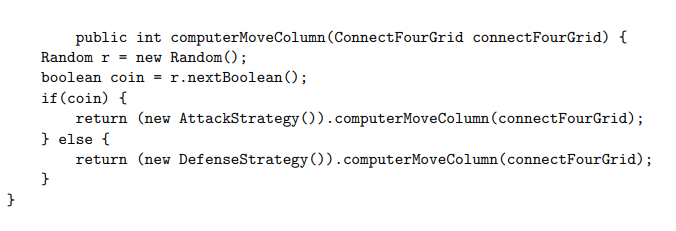 public int computerMoveColumn(ConnectFourGrid connectFourGrid) {
Random r = new Random();
boolean coin = r.nextBoolean();
if(coin) {
return (new AttackStrategy()).computerMoveColumn(connectFourGrid);
} else {
return (new DefenseStrategy()).computerMoveColumn(connectFourGrid);
}
}